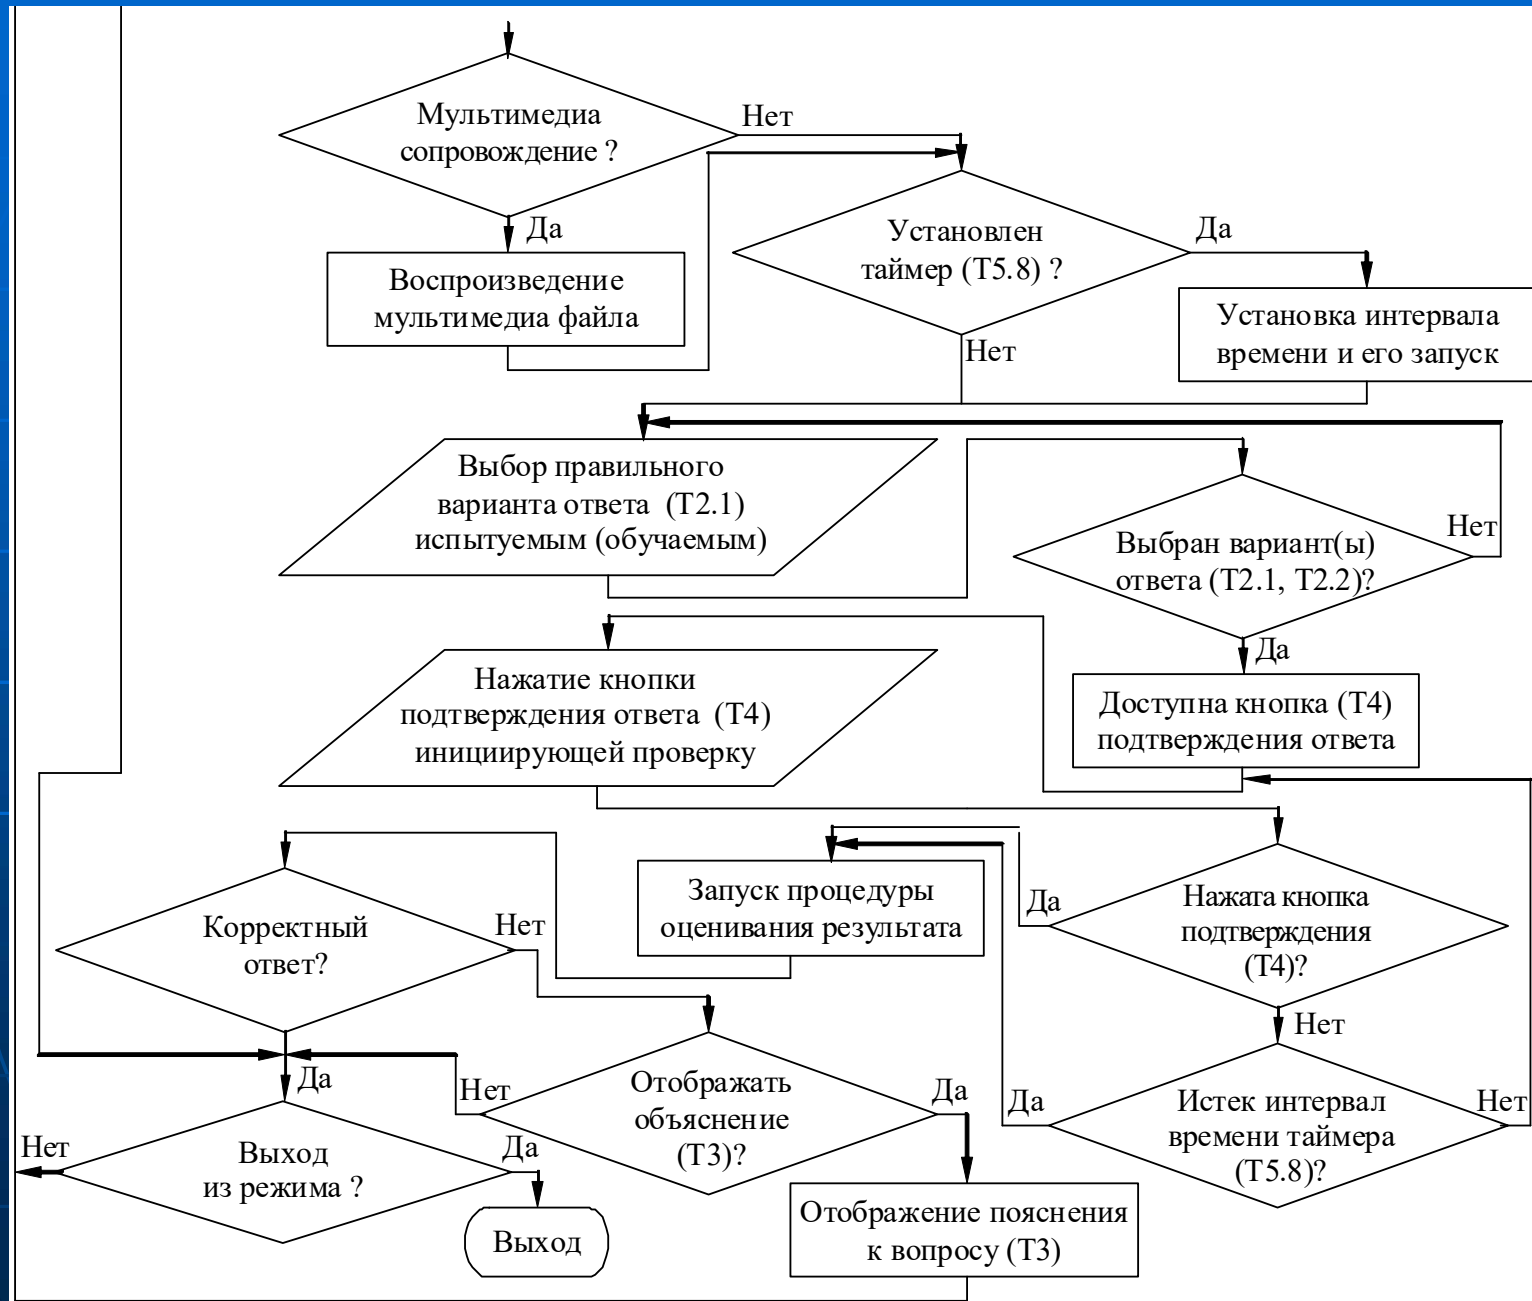 Мультимедиа
сопровождение ?
Нет
Да
Воспроизведение
мультимедиа файла
Установлен
таймер (Т5.8) ?
Да
Нет
Установка интервала
времени и его запуск
Выбор правильного
варианта ответа (Т2.1)
испытуемым (обучаемым)
Выбран вариант(ы)
ответа (Т2.1, Т2.2)?
Нет
Да
Нажатие кнопки
подтверждения ответа (Т4)
инициирующей проверку
Доступна кнопка (Т4)
подтверждения ответа
Корректный
ответ?
Нет
Да
Запуск процедуры
оценивания результата
Да
Нажата кнопка
подтверждения
(Т4)?
Нет
Нет
Отображать
объяснение
(Т3)?
Да
Да
Истек интервал
времени таймера
(Т5.8)?
Нет
Нет
Выход
из режима ?
Да
Выход
Отображение пояснения
к вопросу (Т3)